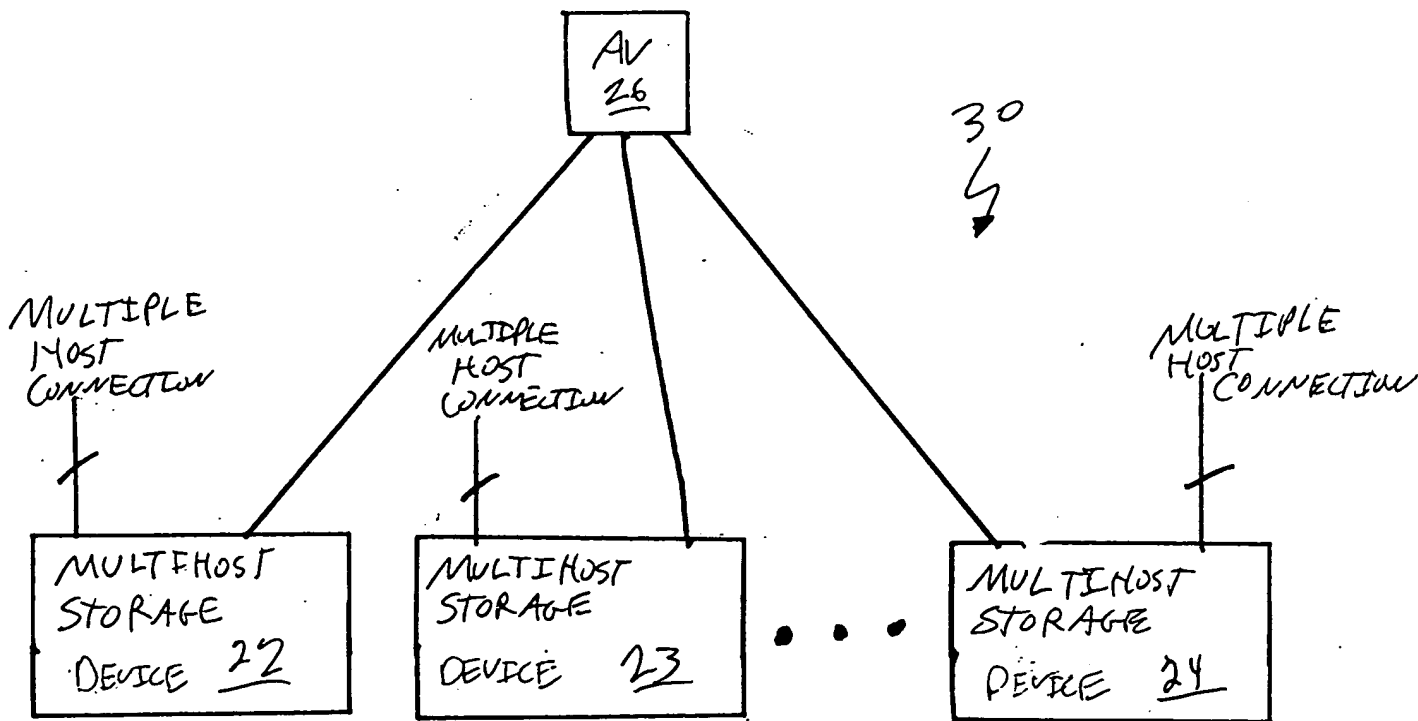 AV
26
30
MULTIPLE
HOST
CONNECTION
MULTIPLE
HOST
CONNECTION
MULTIPLE
HOST
CONNECTION
MULTIHOST
STORAGE
DEVICE 22
MULTIHOST
STORAGE
DEVICE 23
MULTIHOST
STORAGE
DEVICE 24